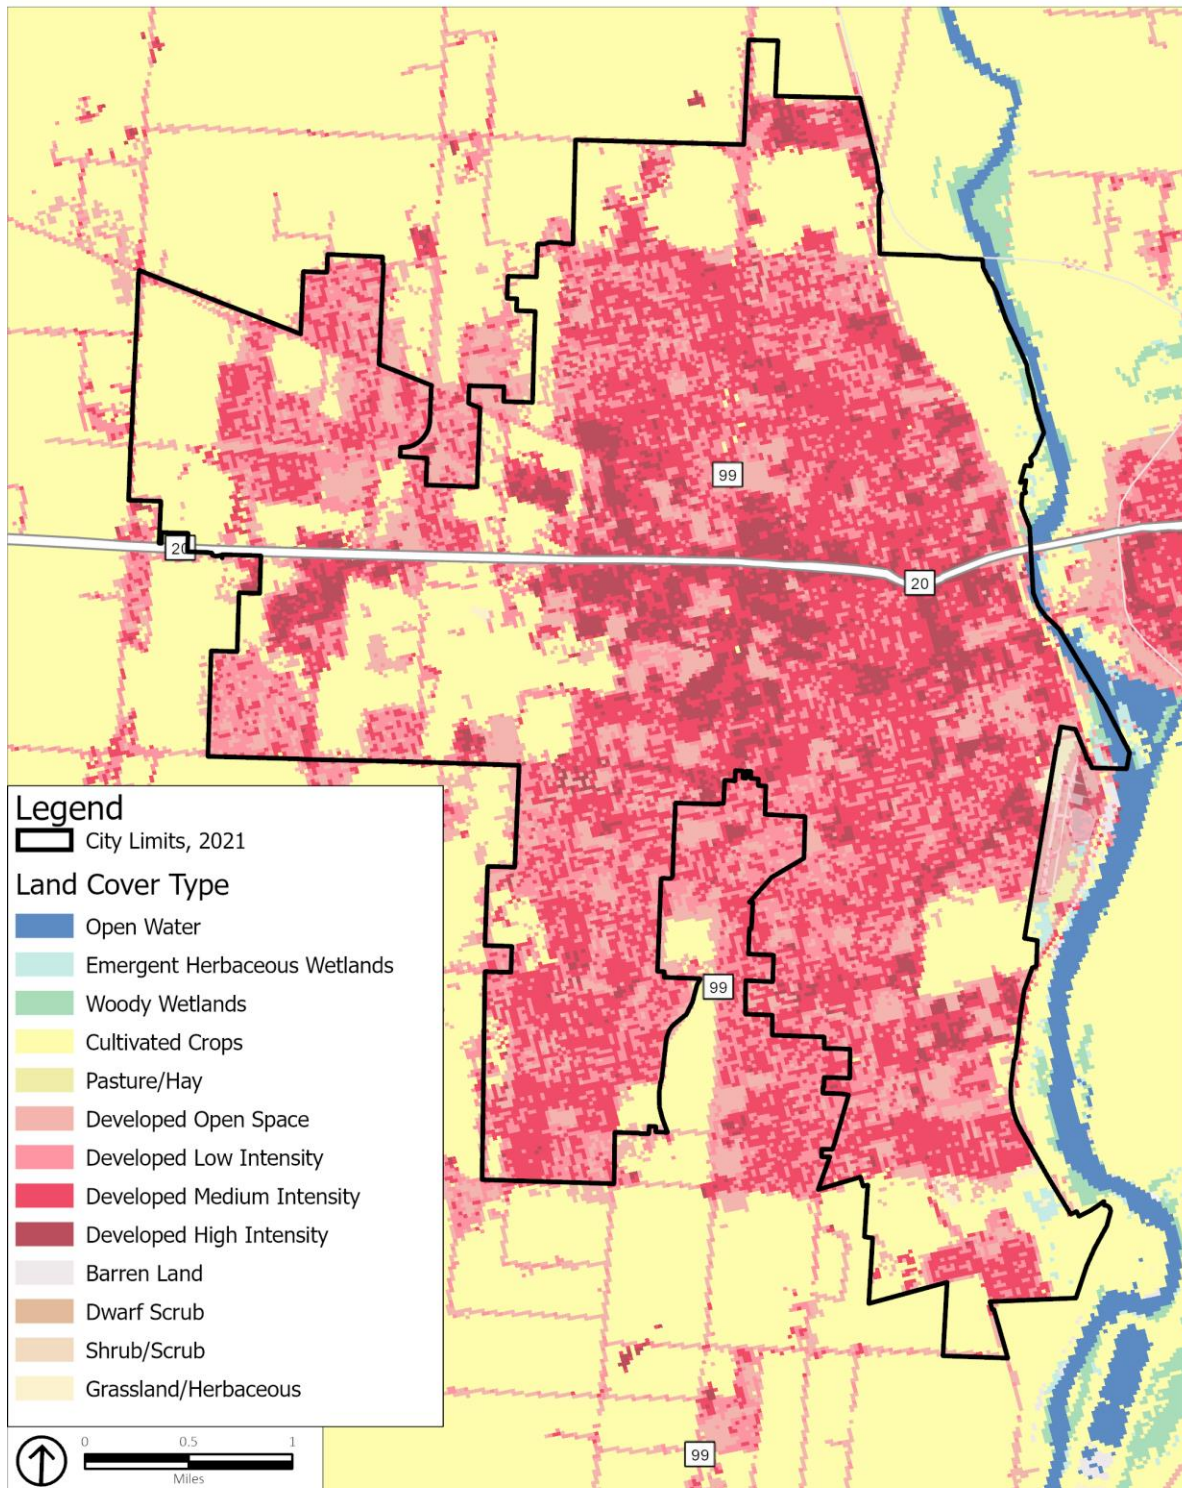 99
20
20
99
Legend
City Limits, 2021
Land Cover Type
Open Water
Emergent Herbaceous Wetlands
Woody Wetlands
Cultivated Crops
Pasture/Hay
Developed Open Space
Developed Low Intensity
Developed Medium Intensity
Developed High Intensity
Barren Land
Dwarf Scrub
Shrub/Scrub
Grassland/Herbaceous
0 0.5 1
Miles
99